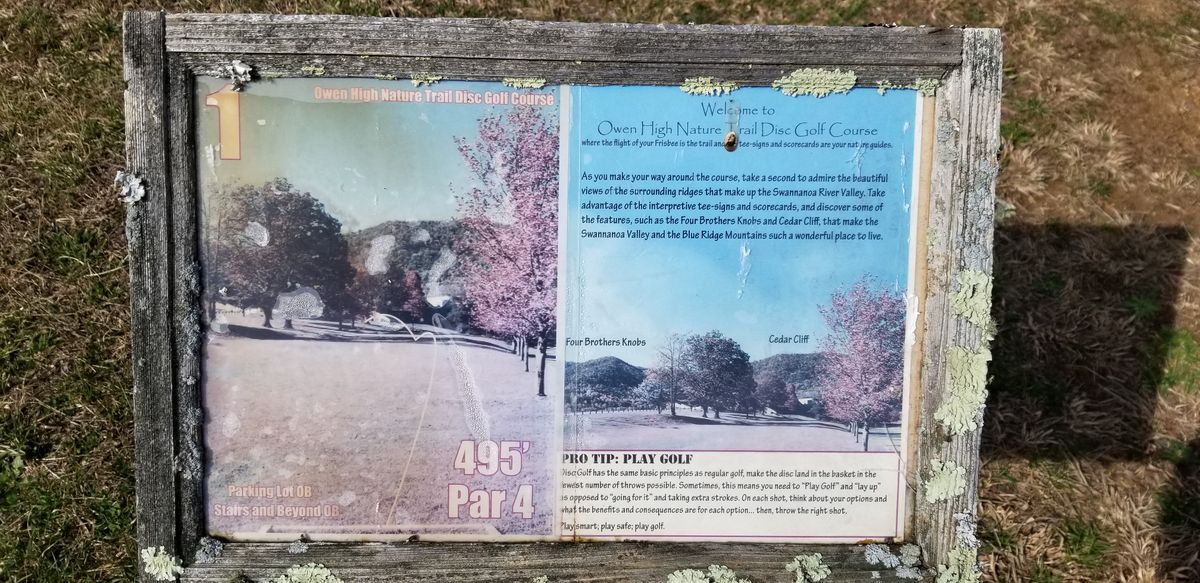 1
Owen High Nature Trail Disc Golf Course
495'
Par 4
Parking Lot OB
Stairs and Beyond OB
Welcome to
Owen High Nature Trail Disc Golf Course
where the flight of your Frisbee is the trail and tee-signs and scorecards are your nature guides.
As you make your way around the course, take a second to admire the beautiful
views of the surrounding ridges that make up the Swannanoa River Valley. Take
advantage of the interpretive tee-signs and scorecards, and discover some of
the features, such as the Four Brothers Knobs and Cedar Cliff, that make the
Swannanoa Valley and the Blue Ridge Mountains such a wonderful place to live.
Four Brothers Knobs
Cedar Cliff
PRO TIP: PLAY GOLF
Disc Golf has the same basic principles as regular golf, make the disc land in the basket in the
fewest number of throws possible. Sometimes, this means you need to "Play Golf" and "lay up"
as opposed to "going for it" and taking extra strokes. On each shot, think about your options and
what the benefits and consequences are for each option... then, throw the right shot.
Play smart; play safe; play golf.